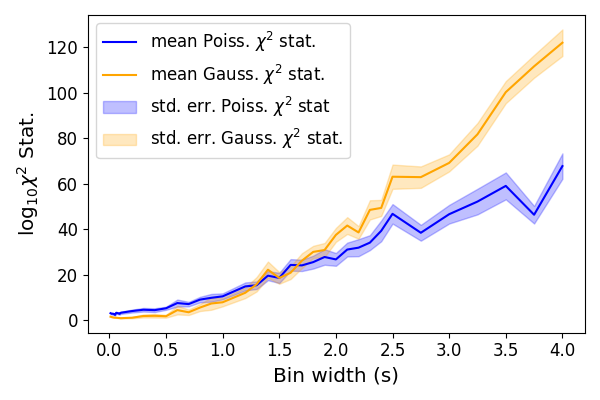 mean Poiss. χ² stat.
mean Gauss. χ² stat.
std. err. Poiss. χ² stat
std. err. Gauss. χ² stat.
log₁₀χ² Stat.
120
100
80
60
40
20
0
0.0 0.5 1.0 1.5 2.0 2.5 3.0 3.5 4.0
Bin width (s)